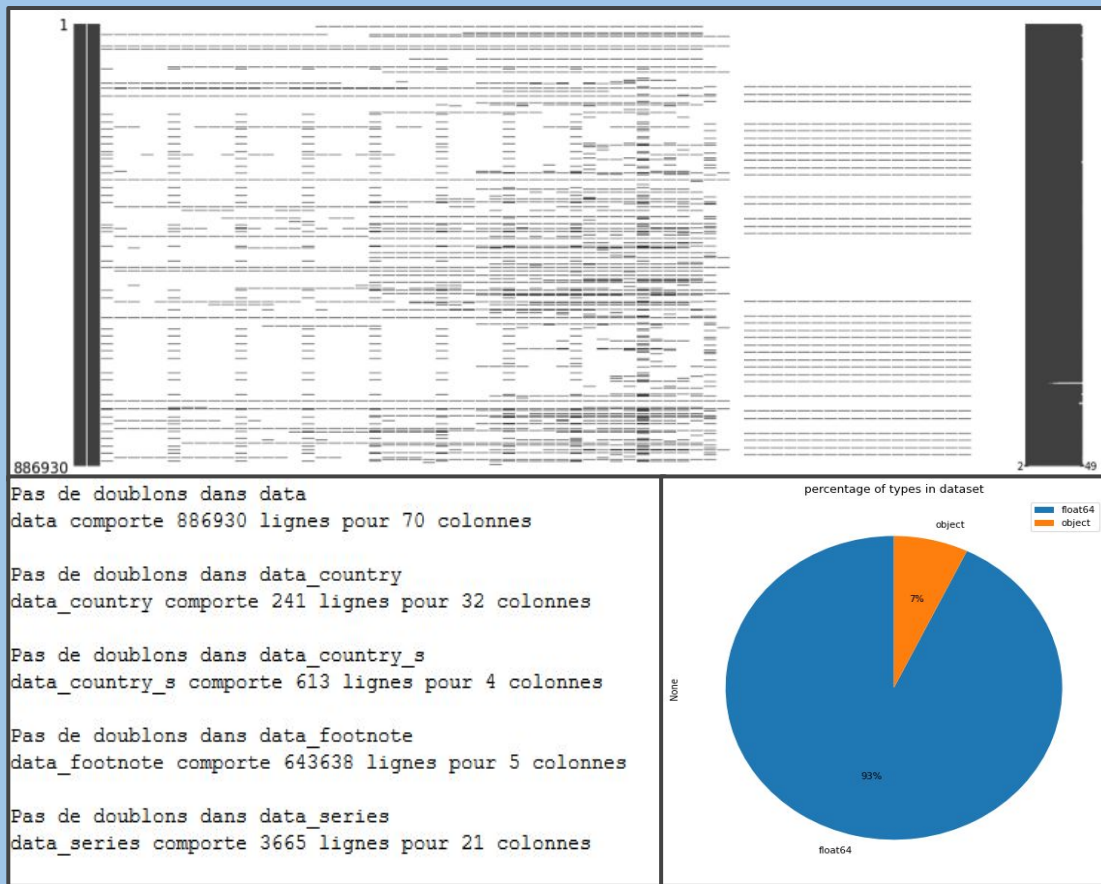 1
886930
2
49
Pas de doublons dans data
data comporte 886930 lignes pour 70 colonnes
Pas de doublons dans data_country
data_country comporte 241 lignes pour 32 colonnes
Pas de doublons dans data_country_s
data_country_s comporte 613 lignes pour 4 colonnes
Pas de doublons dans data_footnote
data_footnote comporte 643638 lignes pour 5 colonnes
Pas de doublons dans data_series
data_series comporte 3665 lignes pour 21 colonnes
percentage of types in dataset
float64
object
object
7%
None
93%
float64